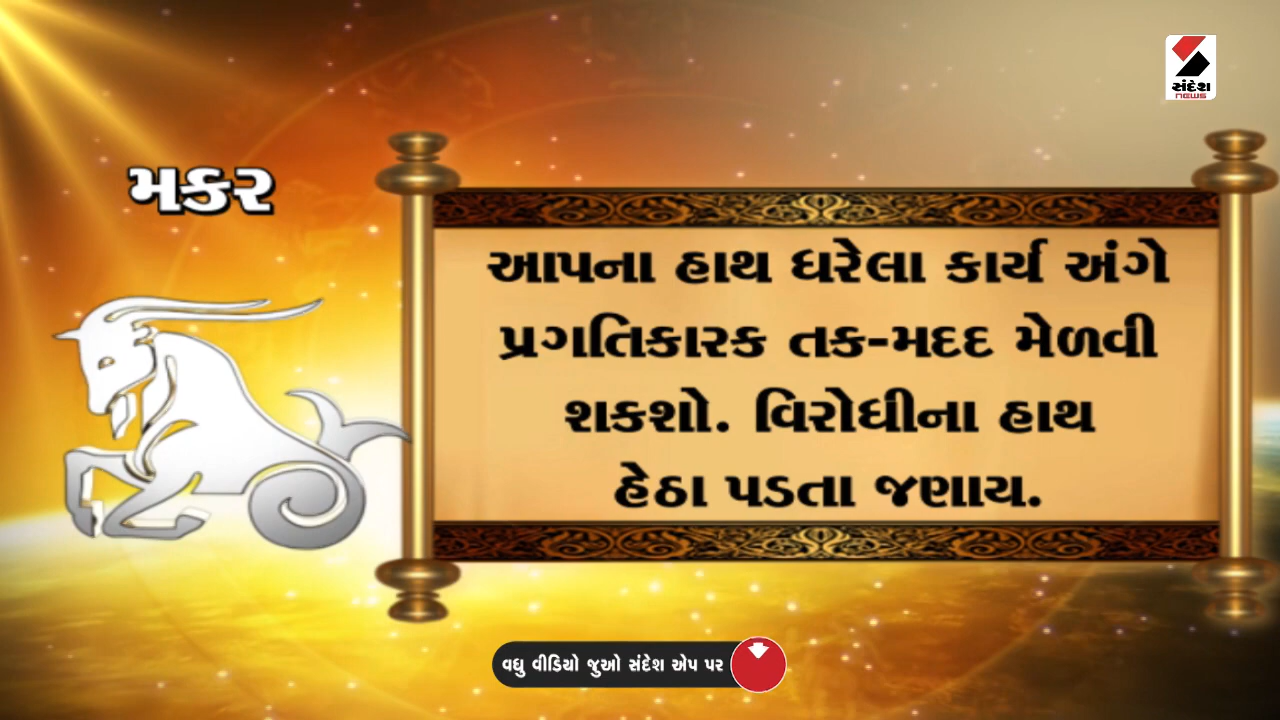 સંદેશ
NEWS
મકર
આપના હાથ ધરેલા કાર્ય અંગે
પ્રગતિકારક તક-મદદ મેળવી
શકશો. વિરોધીના હાથ
હેઠા પડતા જણાય.
વધુ વીડિયો જુઓ સંદેશ એપ પર